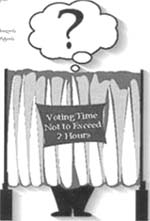 ?
Voting Time
Not to Exceed
2 Hours